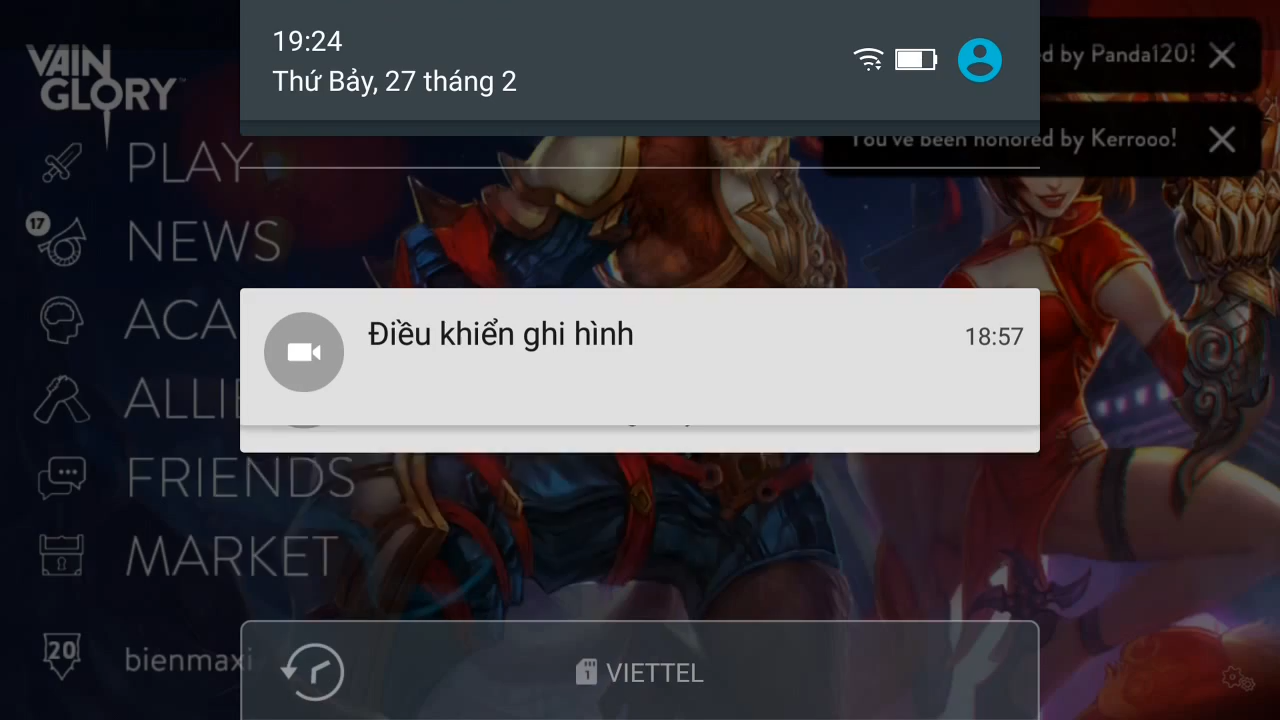 19:24
Thứ Bảy, 27 tháng 2
VAIN
GLORY
by Panda120!
You've been honored by Kerrooo!
PLAY
17
NEWS
ACA
ALLIE
FRIENDS
MARKET
Điều khiển ghi hình
18:57
20
bienmaxi
1
VIETTEL